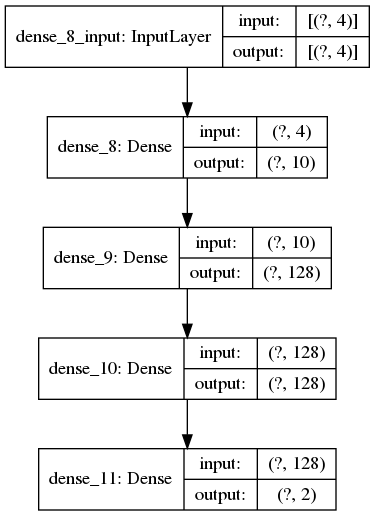 dense_8_input: InputLayer
input: [(?, 4)]
output: [(?, 4)]
dense_8: Dense
input: (?, 4)
output: (?, 10)
dense_9: Dense
input: (?, 10)
output: (?, 128)
dense_10: Dense
input: (?, 128)
output: (?, 128)
dense_11: Dense
input: (?, 128)
output: (?, 2)